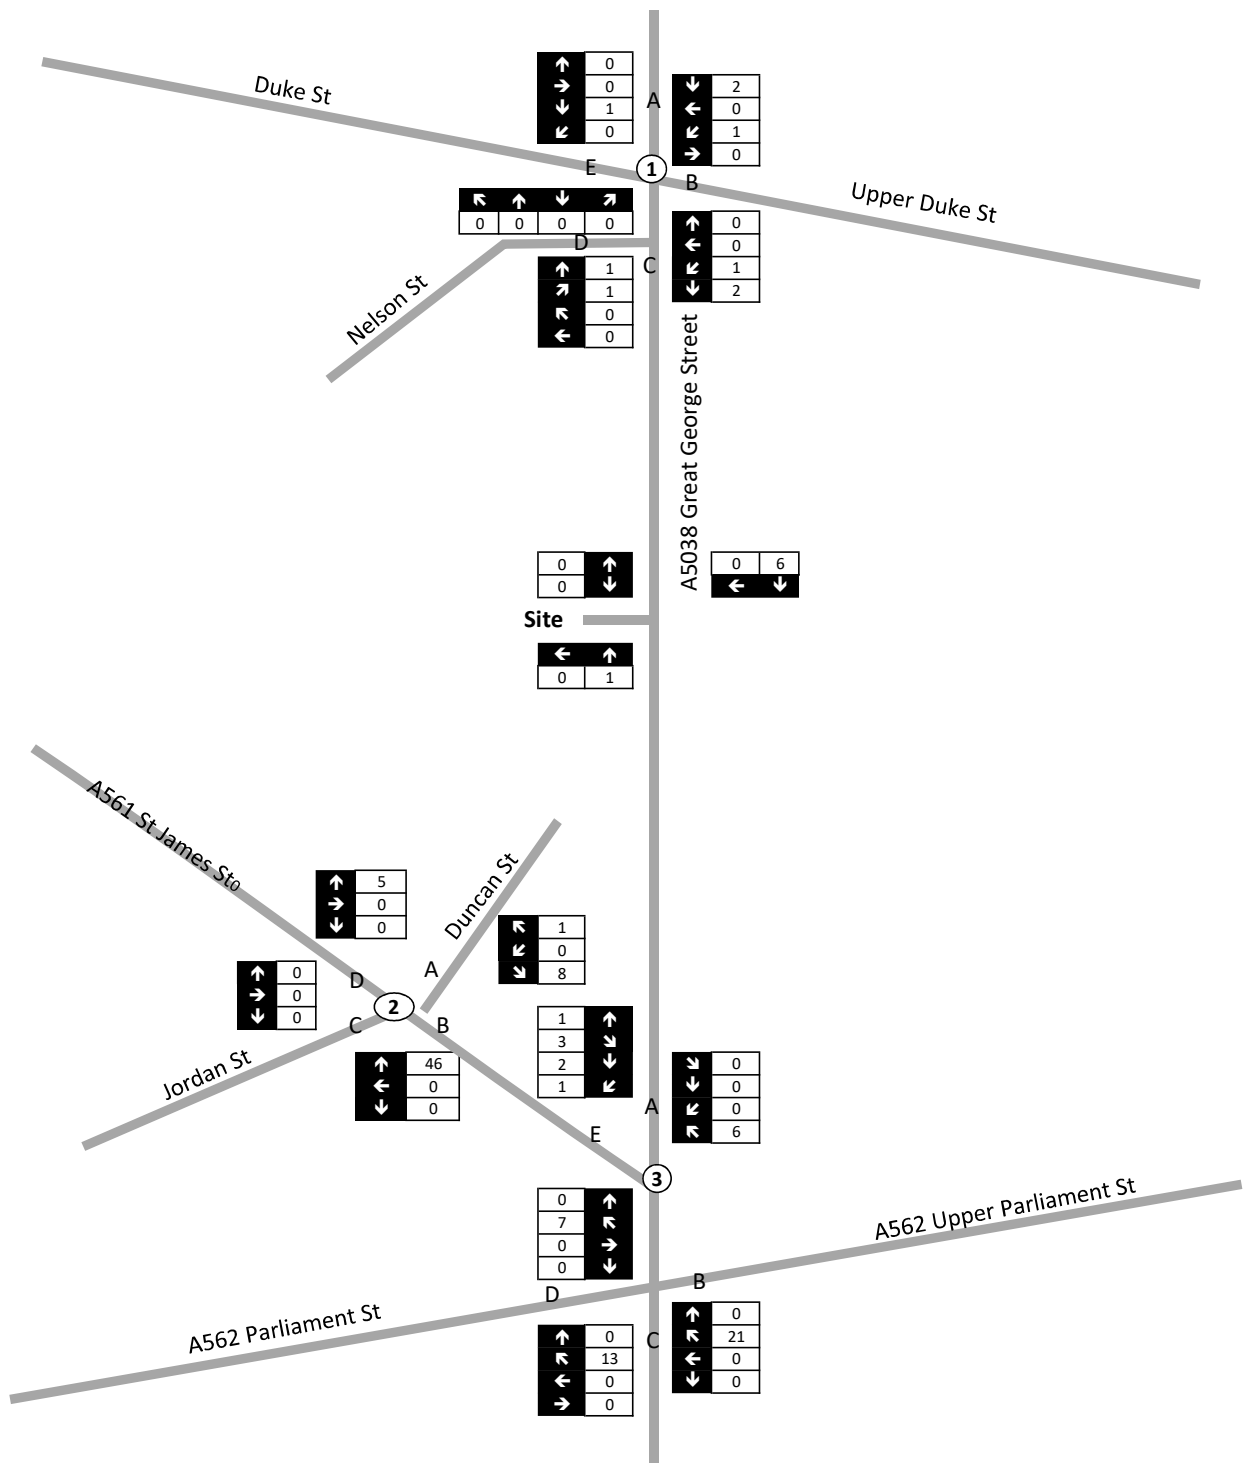 Duke St
↑ 0
→ 0
↓ 1
↙ 0
A
↓ 2
← 0
↙ 1
→ 0
E
1
B
Upper Duke St
↖ ↑ ↓ ↗
0 0 0 0
D
↑ 0
← 0
↙ 1
↓ 2
C
↑ 1
↗ 1
↖ 0
← 0
Nelson St
A5038 Great George Street
0 ↑
0 ↓
0 6
← ↓
Site
← ↑
0 1
A561 St James St0
↑ 5
→ 0
↓ 0
Duncan St
↖ 1
↙ 0
↘ 8
↑ 0
→ 0
↓ 0
D
A
2
C
B
Jordan St
↑ 46
← 0
↓ 0
1 ↑
3 ↘
2 ↓
1 ↙
A
↘ 0
↓ 0
↙ 0
↖ 6
E
3
0 ↑
7 ↖
0 →
0 ↓
A562 Upper Parliament St
D
B
A562 Parliament St
↑ 0
↖ 13
← 0
→ 0
C
↑ 0
↖ 21
← 0
↓ 0